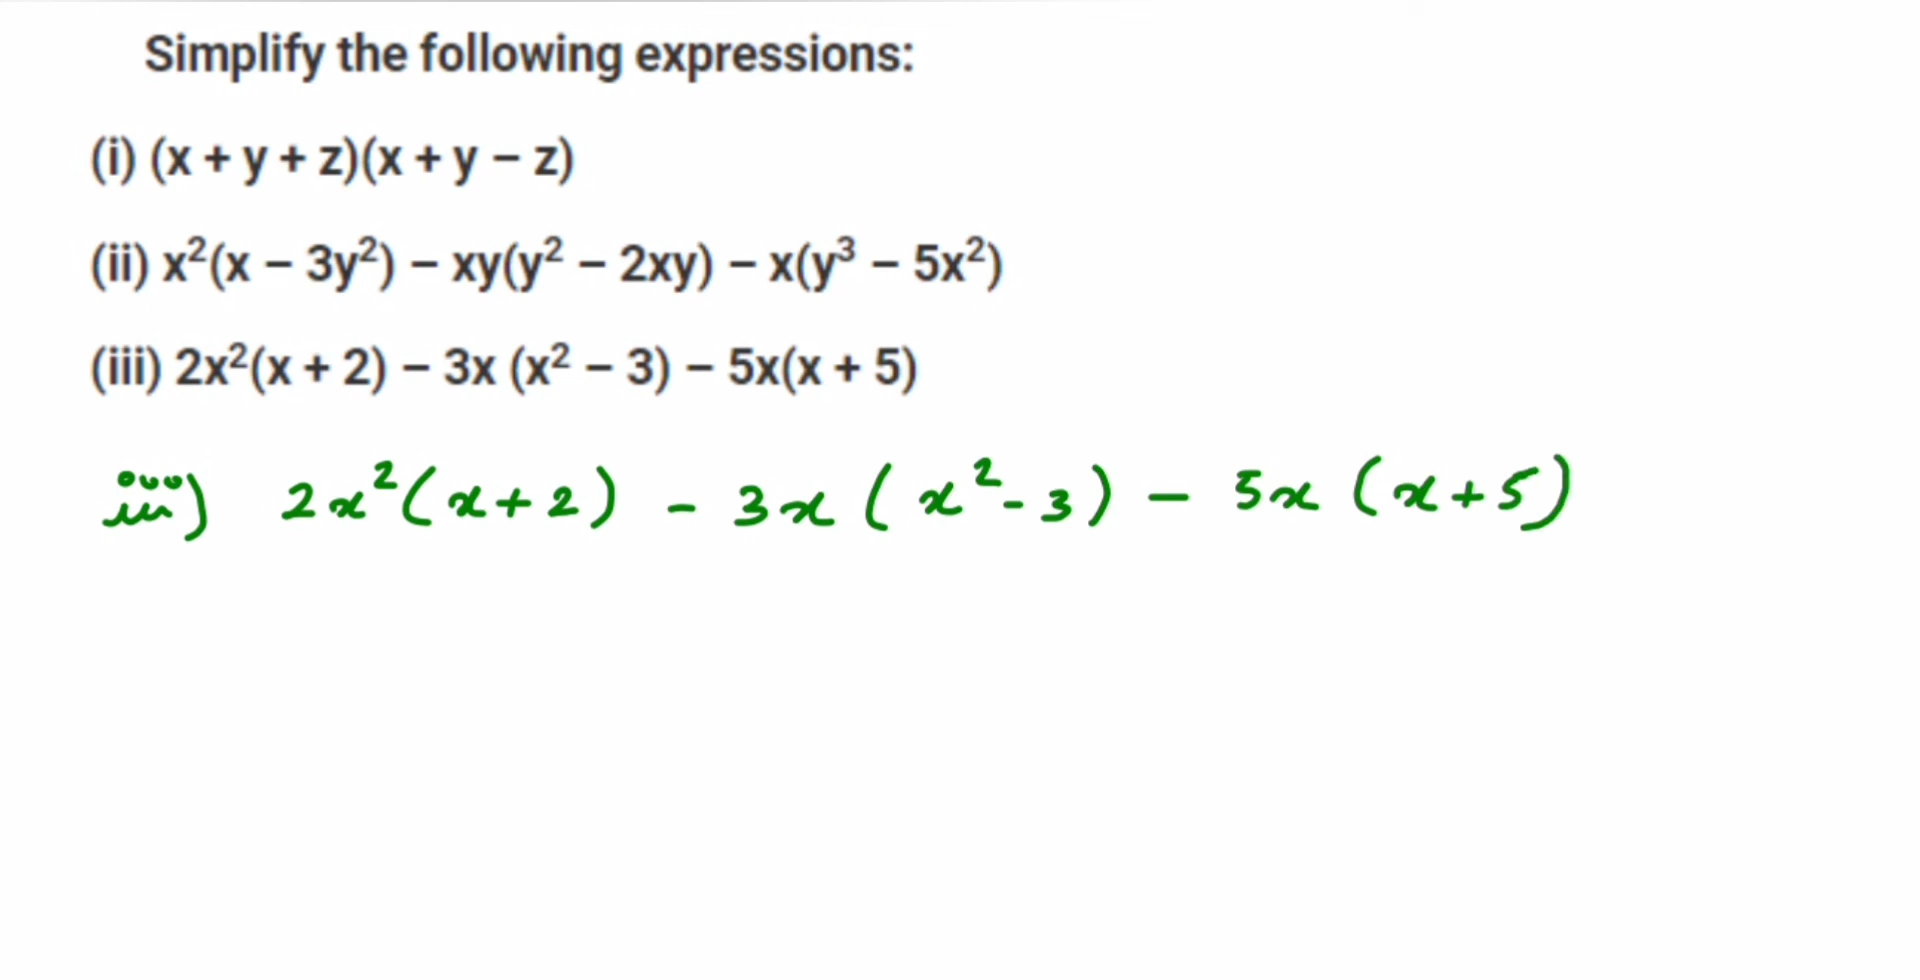 Simplify the following expressions:
(i) (x + y + z)(x + y – z)
(ii) x²(x – 3y²) – xy(y² – 2xy) – x(y³ – 5x²)
(iii) 2x²(x + 2) – 3x (x² – 3) – 5x(x + 5)
iii) 2x²(x+2) - 3x (x²-3) - 5x (x+5)